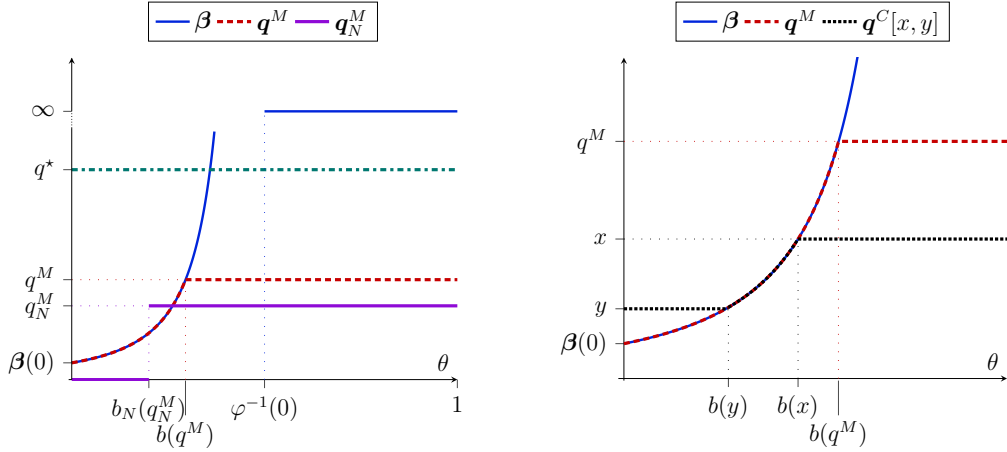 β q^M q_N^M
∞
q⋆
q^M
q_N^M
β(0)
θ
b_N(q_N^M) φ^{-1}(0) 1
b(q^M)
β q^M q^C[x, y]
q^M
x
y
β(0)
θ
b(y) b(x)
b(q^M)